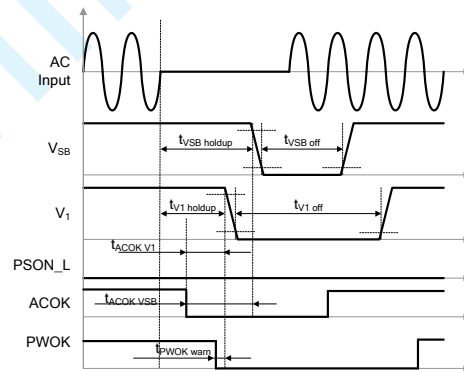 AC
Input
tVSB holdup
tVSB off
VSB
tV1 holdup
tV1 off
V1
tACOK V1
PSON_L
ACOK
tACOK VSB
PWOK
tPWOK warn